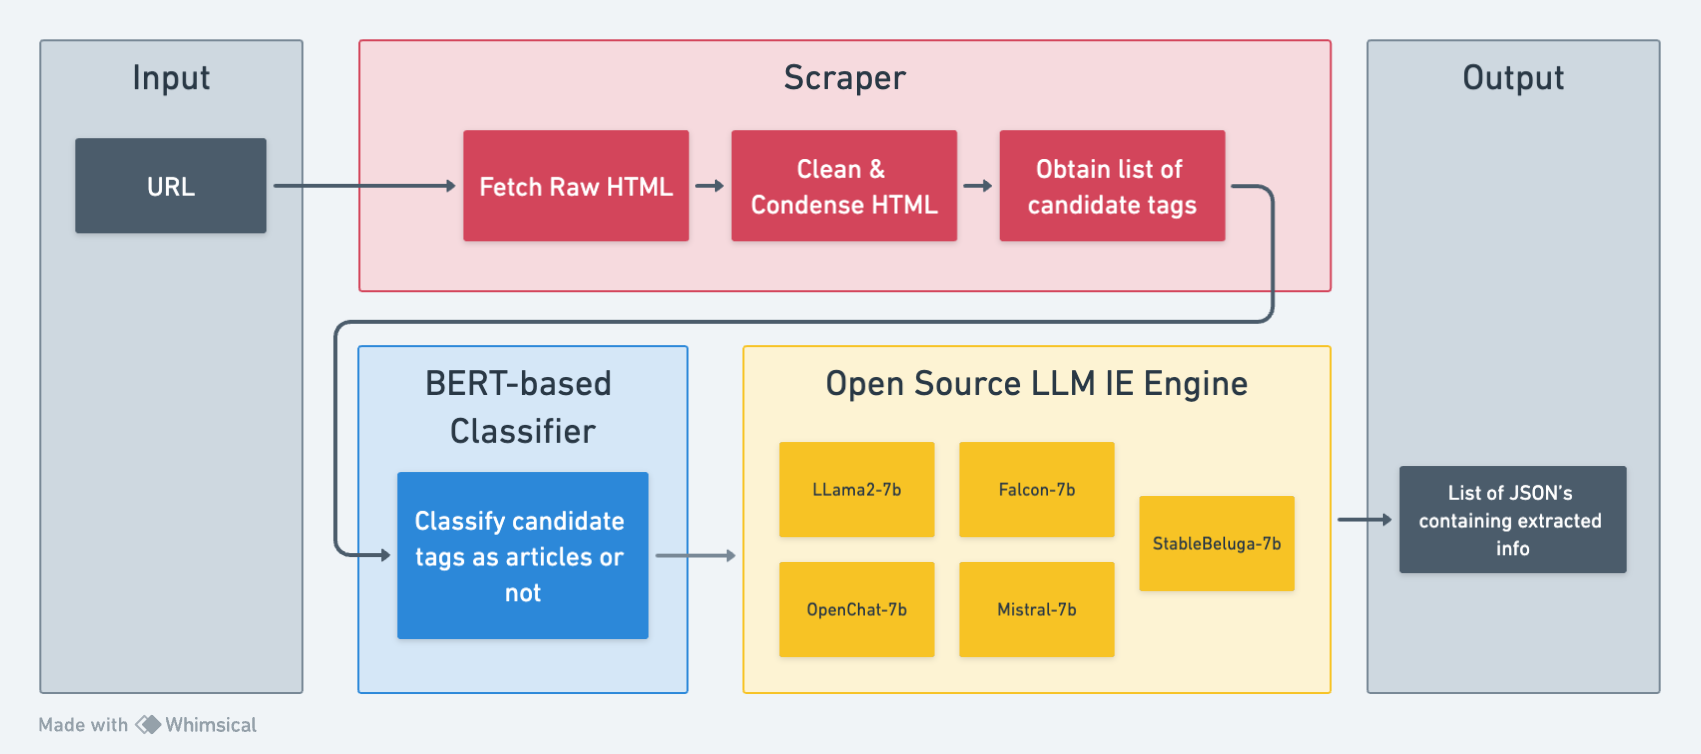 Input
URL
Scraper
Fetch Raw HTML
Clean &
Condense HTML
Obtain list of
candidate tags
BERT-based
Classifier
Classify candidate
tags as articles or
not
Open Source LLM IE Engine
LLama2-7b
Falcon-7b
StableBeluga-7b
OpenChat-7b
Mistral-7b
Output
List of JSON’s
containing extracted
info
Made with Whimsical